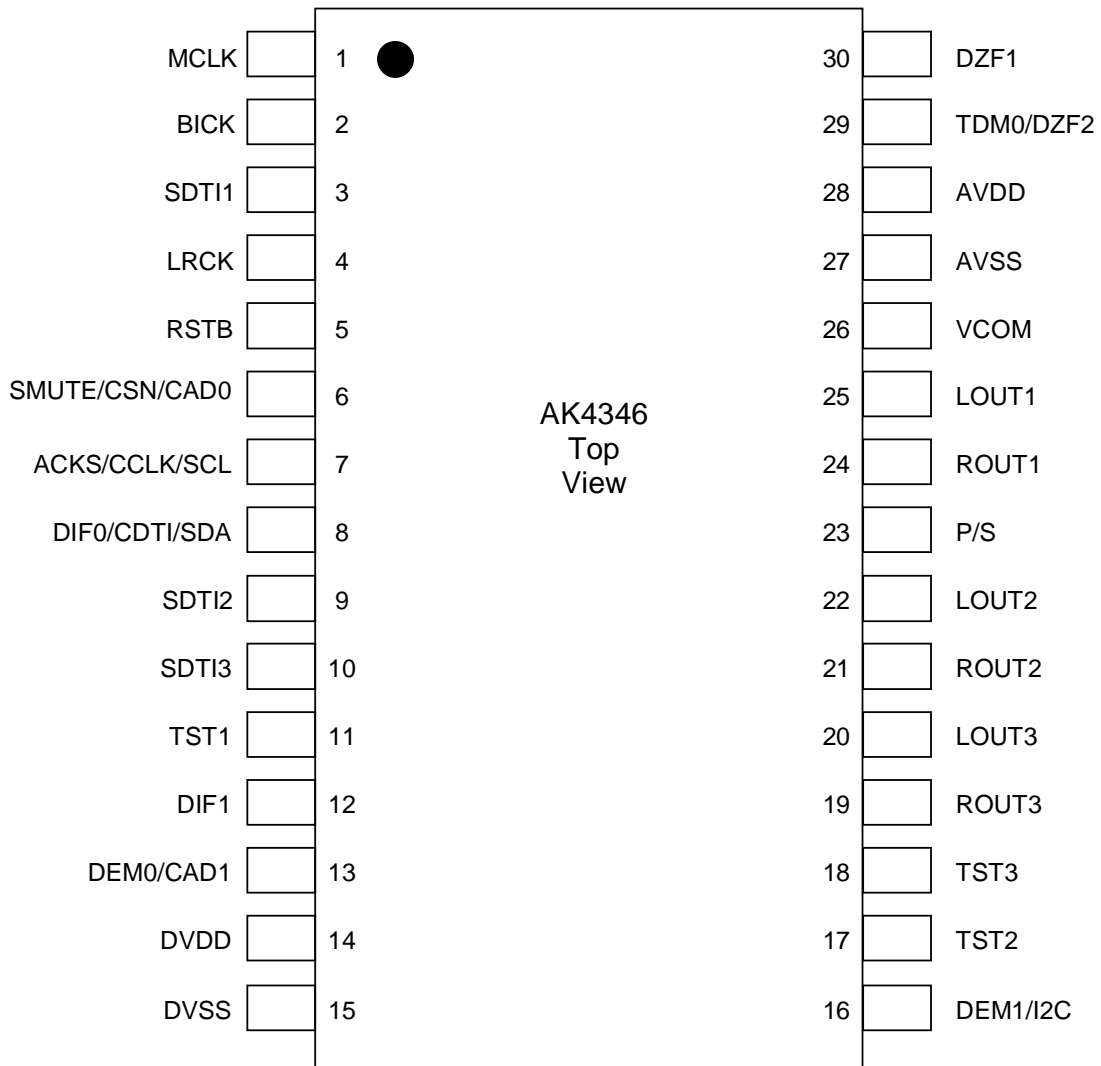 MCLK 1 30 DZF1
BICK 2 29 TDM0/DZF2
SDTI1 3 28 AVDD
LRCK 4 27 AVSS
RSTB 5 26 VCOM
SMUTE/CSN/CAD0 6 25 LOUT1
AK4346
Top
View
ACKS/CCLK/SCL 7 24 ROUT1
DIF0/CDTI/SDA 8 23 P/S
SDTI2 9 22 LOUT2
SDTI3 10 21 ROUT2
TST1 11 20 LOUT3
DIF1 12 19 ROUT3
DEM0/CAD1 13 18 TST3
DVDD 14 17 TST2
DVSS 15 16 DEM1/I2C